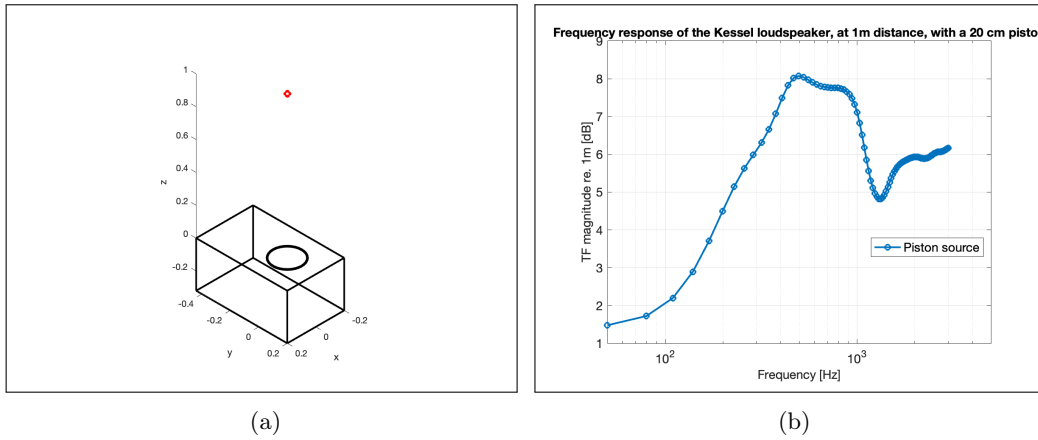 1
0.8
0.6
0.4
z
0.2
0
-0.2
-0.4
-0.2
0
0.2
y
0.2
0
-0.2
x
(a)
Frequency response of the Kessel loudspeaker, at 1m distance, with a 20 cm pisto
9
8
7
6
5
4
3
2
1
TF magnitude re. 1m [dB]
Piston source
10²
10³
Frequency [Hz]
(b)